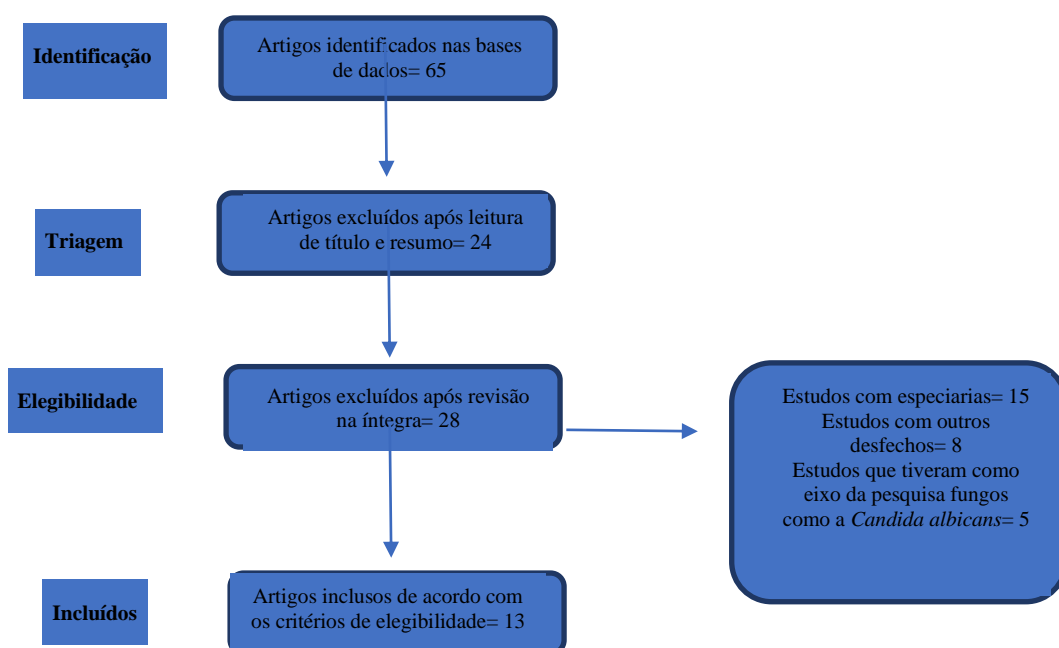 Identificação
Artigos identificados nas bases
de dados= 65
Triagem
Artigos excluídos após leitura
de título e resumo= 24
Elegibilidade
Artigos excluídos após revisão
na íntegra= 28
Estudos com especiarias= 15
Estudos com outros
desfechos= 8
Estudos que tiveram como
eixo da pesquisa fungos
como a Candida albicans= 5
Incluídos
Artigos inclusos de acordo com
os critérios de elegibilidade= 13